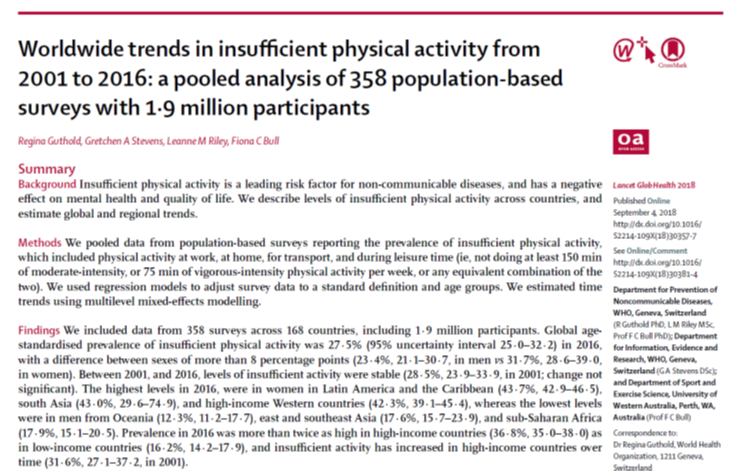 Worldwide trends in insufficient physical activity from
2001 to 2016: a pooled analysis of 358 population-based
surveys with 1·9 million participants
CrossMark
Regina Guthold, Gretchen A Stevens, Leanne M Riley, Fiona C Bull
oa
OPEN ACCESS
Summary
Background Insufficient physical activity is a leading risk factor for non-communicable diseases, and has a negative
effect on mental health and quality of life. We describe levels of insufficient physical activity across countries, and
estimate global and regional trends.
Methods We pooled data from population-based surveys reporting the prevalence of insufficient physical activity,
which included physical activity at work, at home, for transport, and during leisure time (ie, not doing at least 150 min
of moderate-intensity, or 75 min of vigorous-intensity physical activity per week, or any equivalent combination of the
two). We used regression models to adjust survey data to a standard definition and age groups. We estimated time
trends using multilevel mixed-effects modelling.
Findings We included data from 358 surveys across 168 countries, including 1·9 million participants. Global age-
standardised prevalence of insufficient physical activity was 27·5% (95% uncertainty interval 25·0–32·2) in 2016,
with a difference between sexes of more than 8 percentage points (23·4%, 21·1–30·7, in men vs 31·7%, 28·6–39·0,
in women). Between 2001, and 2016, levels of insufficient activity were stable (28·5%, 23·9–33·9, in 2001; change not
significant). The highest levels in 2016, were in women in Latin America and the Caribbean (43·7%, 42·9–46·5),
south Asia (43·0%, 29·6–74·9), and high-income Western countries (42·3%, 39·1–45·4), whereas the lowest levels
were in men from Oceania (12·3%, 11·2–17·7), east and southeast Asia (17·6%, 15·7–23·9), and sub-Saharan Africa
(17·9%, 15·1–20·5). Prevalence in 2016 was more than twice as high in high-income countries (36·8%, 35·0–38·0) as
in low-income countries (16·2%, 14·2–17·9), and insufficient activity has increased in high-income countries over
time (31·6%, 27·1–37·2, in 2001).
Lancet Glob Health 2018
Published Online
September 4, 2018
http://dx.doi.org/10.1016/
S2214-109X(18)30357-7
See Online/Comment
http://dx.doi.org/10.1016/
S2214-109X(18)30381-4
Department for Prevention of
Noncommunicable Diseases,
WHO, Geneva, Switzerland
(R Guthold PhD, L M Riley MSc,
Prof F C Bull PhD); Department
for Information, Evidence and
Research, WHO, Geneva,
Switzerland (GA Stevens DSc);
and Department of Sport and
Exercise Science, University of
Western Australia, Perth, WA,
Australia (Prof F C Bull)
Correspondence to:
Dr Regina Guthold, World Health
Organization, 1211 Geneva,
Switzerland